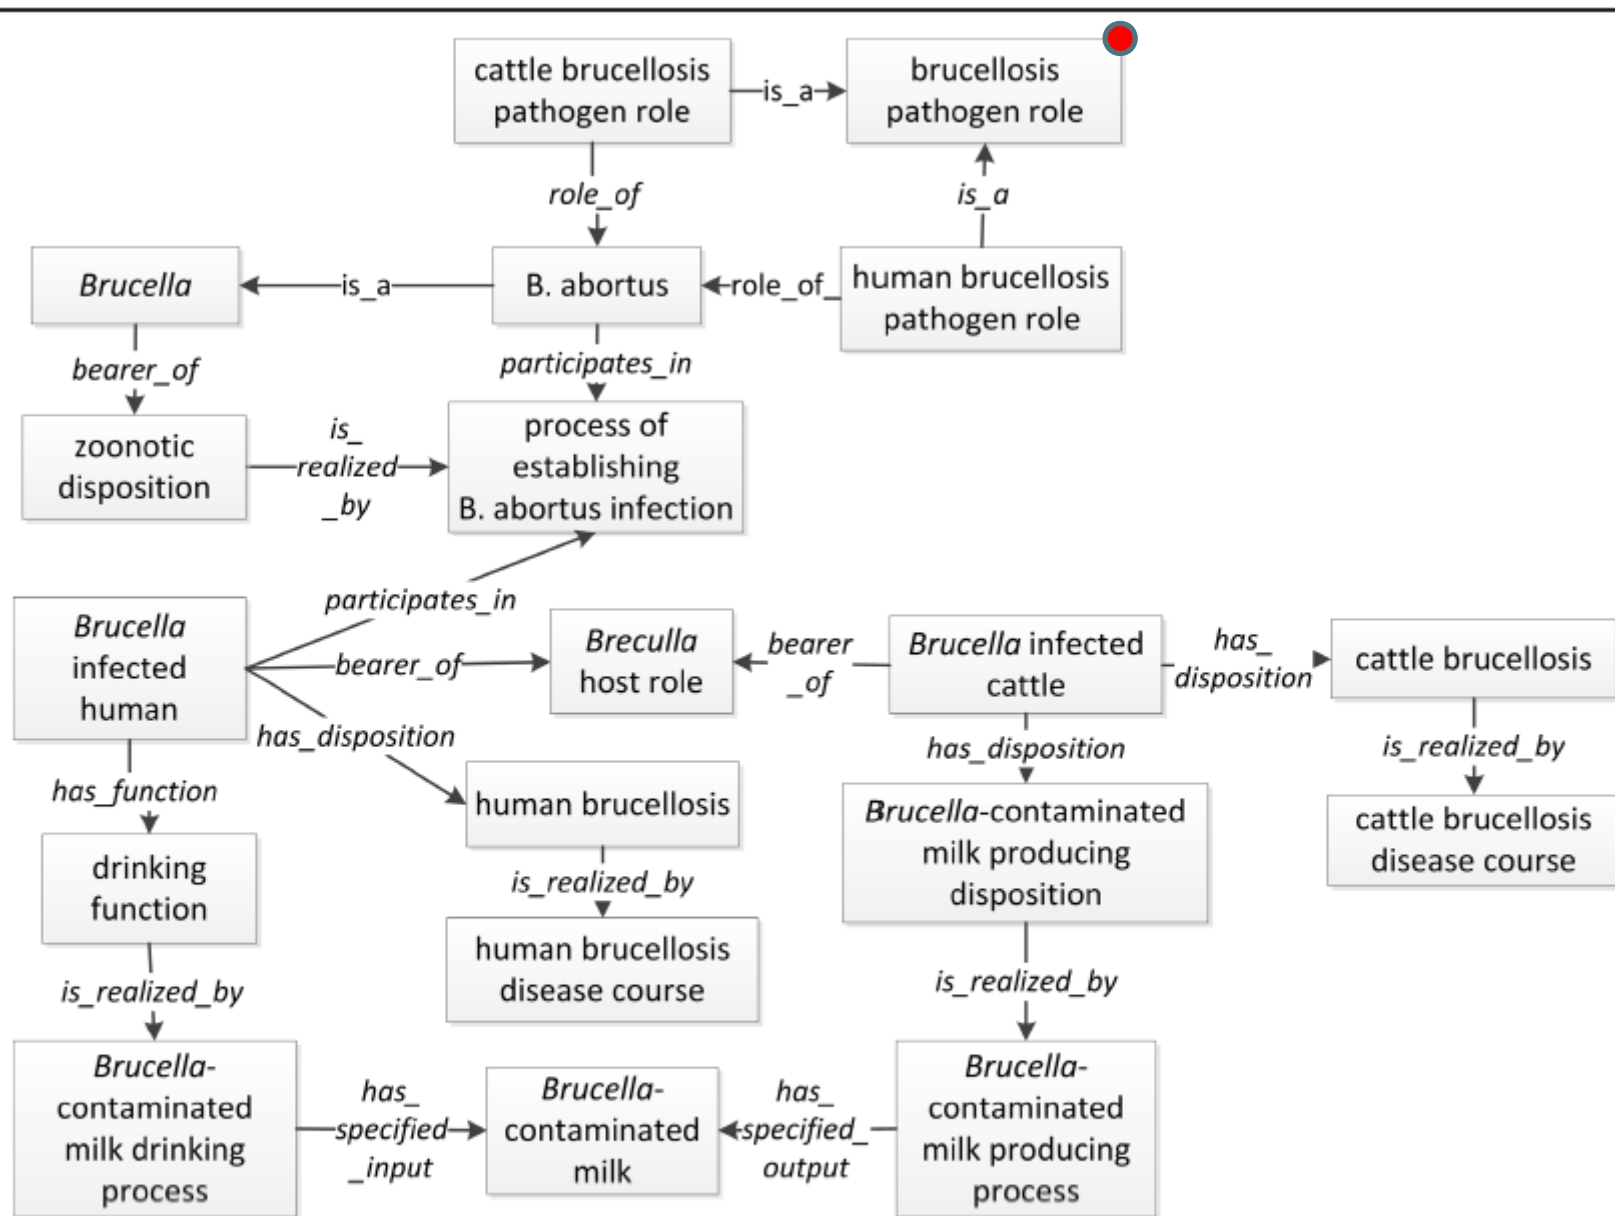 cattle brucellosis
pathogen role
is_a
brucellosis
pathogen role
role_of
is_a
Brucella
is_a
B. abortus
role_of_
human brucellosis
pathogen role
bearer_of
participates_in
zoonotic
disposition
is_
realized
_by
process of
establishing
B. abortus infection
participates_in
Brucella
infected
human
bearer_of
Breculla
host role
bearer
_of
Brucella infected
cattle
has_
disposition
cattle brucellosis
has_disposition
has_disposition
is_realized_by
has_function
human brucellosis
Brucella-contaminated
milk producing
disposition
cattle brucellosis
disease course
drinking
function
is_realized_by
human brucellosis
disease course
is_realized_by
is_realized_by
Brucella-
contaminated
milk drinking
process
has_
specified
_input
Brucella-
contaminated
milk
has_
specified_
output
Brucella-
contaminated
milk producing
process